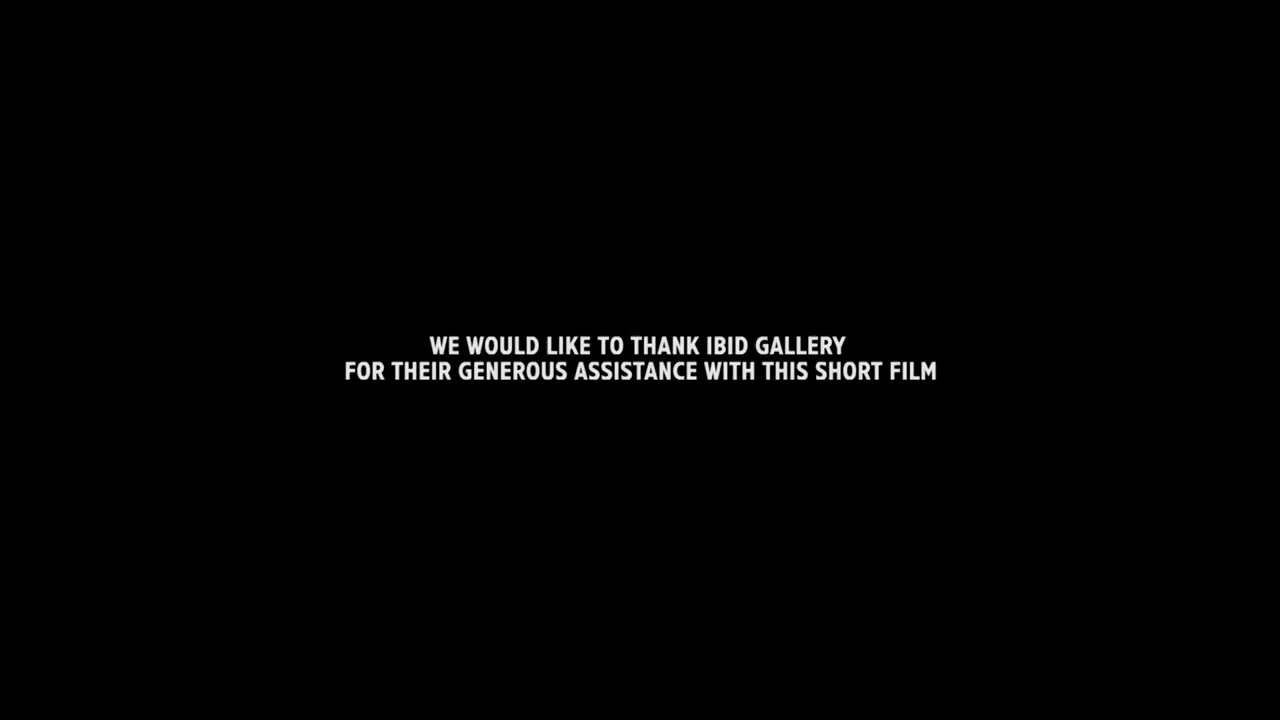 WE WOULD LIKE TO THANK IBID GALLERY
FOR THEIR GENEROUS ASSISTANCE WITH THIS SHORT FILM